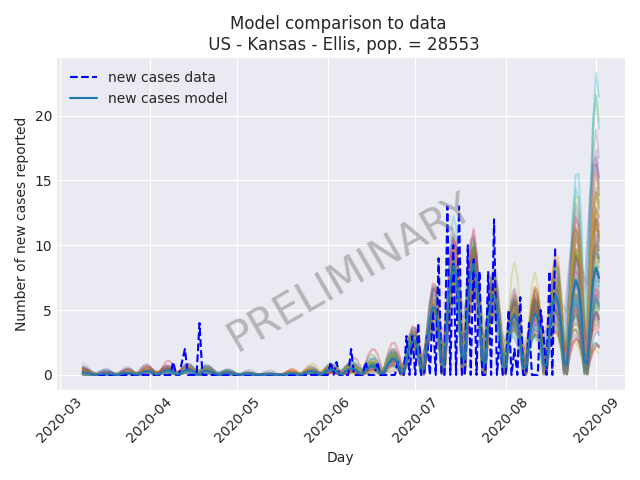 Model comparison to data
US - Kansas - Ellis, pop. = 28553
new cases data
new cases model
Number of new cases reported
20
15
10
5
0
PRELIMINARY
2020-03
2020-04
2020-05
2020-06
2020-07
2020-08
2020-09
Day